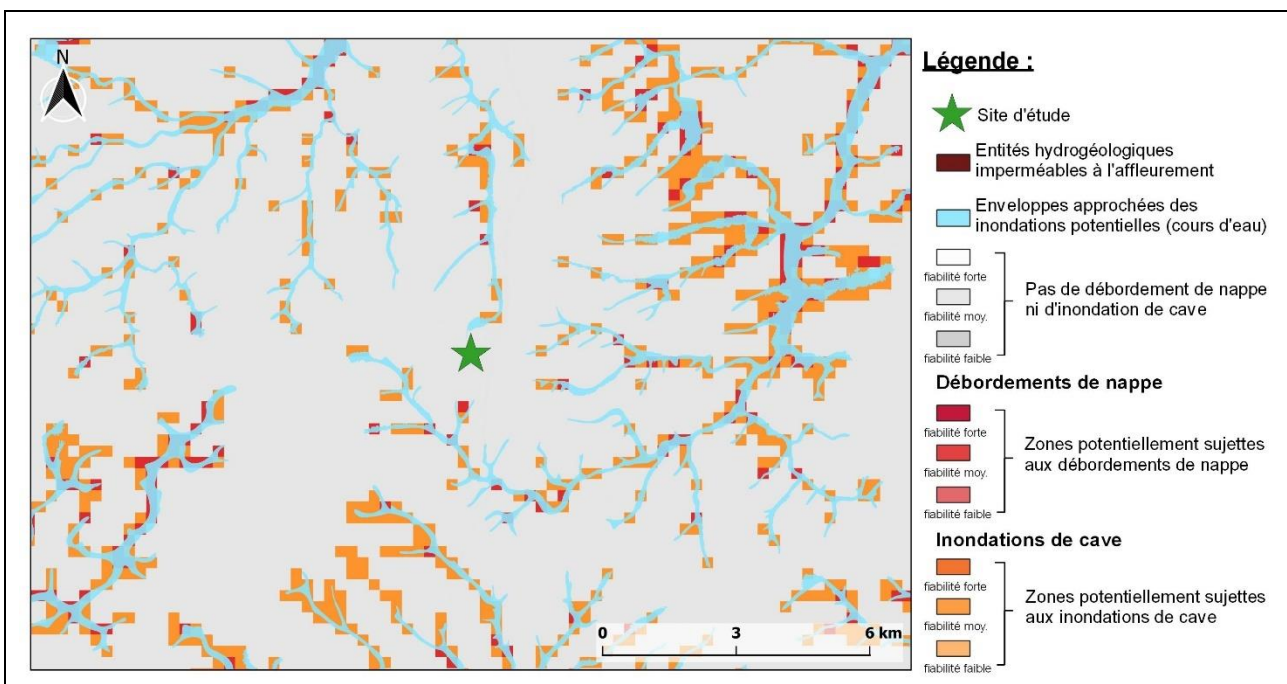 N
0 3 6 km
Légende :
Site d'étude
Entités hydrogéologiques
imperméables à l'affleurement
Enveloppes approchées des
inondations potentielles (cours d'eau)
fiabilité forte
fiabilité moy.
fiabilité faible
Pas de débordement de nappe
ni d'inondation de cave
Débordements de nappe
fiabilité forte
fiabilité moy.
fiabilité faible
Zones potentiellement sujettes
aux débordements de nappe
Inondations de cave
fiabilité forte
fiabilité moy.
fiabilité faible
Zones potentiellement sujettes
aux inondations de cave